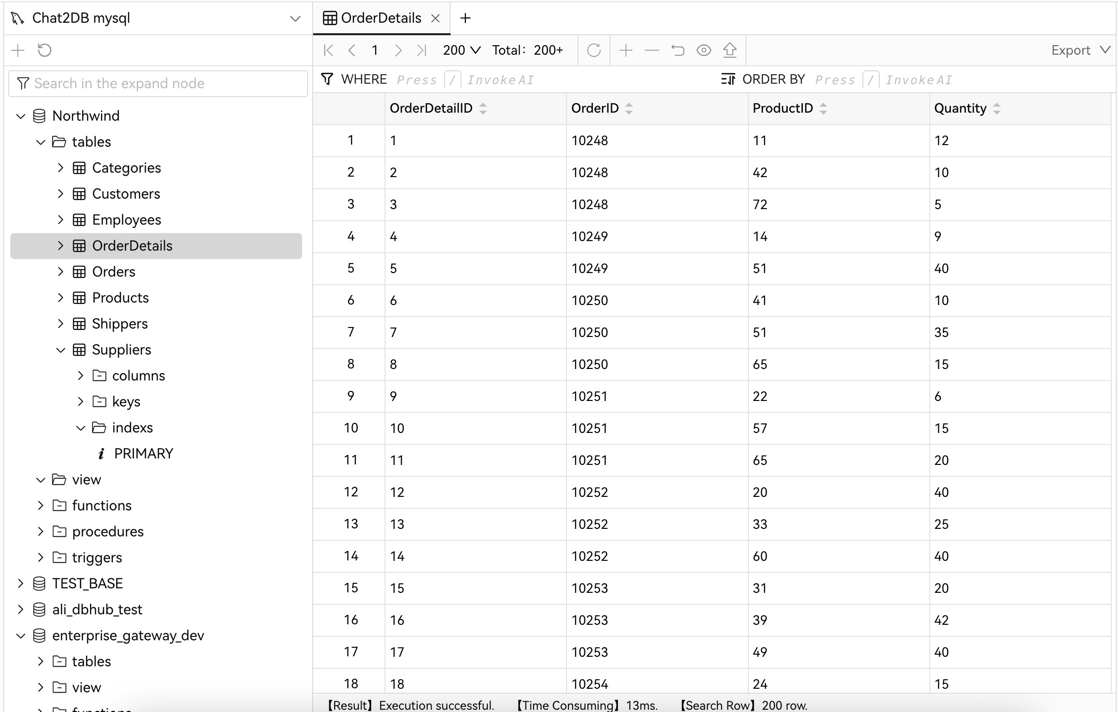 Chat2DB mysql
Search in the expand node
Northwind
tables
Categories
Customers
Employees
OrderDetails
Orders
Products
Shippers
Suppliers
columns
keys
indexs
i PRIMARY
view
functions
procedures
triggers
TEST_BASE
ali_dbhub_test
enterprise_gateway_dev
tables
view
functions
OrderDetails
1 200 Total: 200+ Export
WHERE Press / InvokeAI ORDER BY Press / InvokeAI
OrderDetailID OrderID ProductID Quantity
1 1 10248 11 12
2 2 10248 42 10
3 3 10248 72 5
4 4 10249 14 9
5 5 10249 51 40
6 6 10250 41 10
7 7 10250 51 35
8 8 10250 65 15
9 9 10251 22 6
10 10 10251 57 15
11 11 10251 65 20
12 12 10252 20 40
13 13 10252 33 25
14 14 10252 60 40
15 15 10253 31 20
16 16 10253 39 42
17 17 10253 49 40
18 18 10254 24 15
【Result】Execution successful. 【Time Consuming】13ms. 【Search Row】200 row.